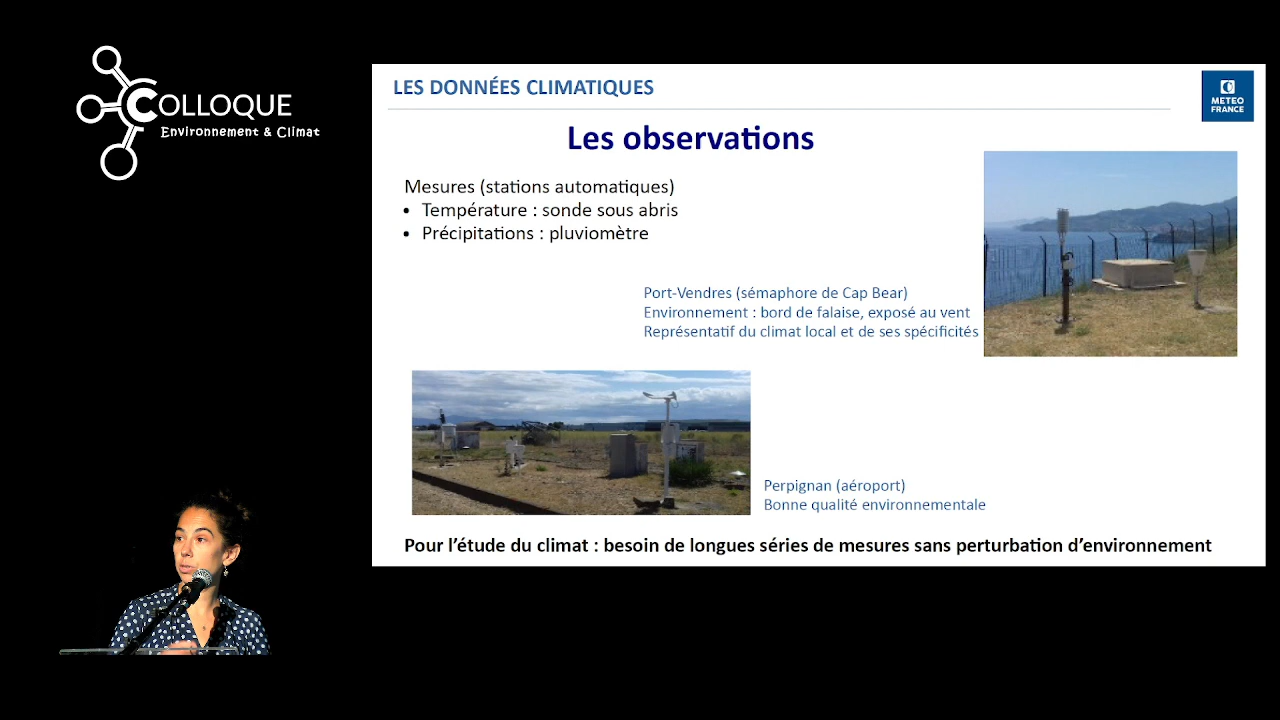 COLLOQUE
Environnement & Climat
LES DONNÉES CLIMATIQUES
METEO
FRANCE
Les observations
Mesures (stations automatiques)
• Température : sonde sous abris
• Précipitations : pluviomètre
Port-Vendres (sémaphore de Cap Bear)
Environnement : bord de falaise, exposé au vent
Représentatif du climat local et de ses spécificités
Perpignan (aéroport)
Bonne qualité environnementale
Pour l’étude du climat : besoin de longues séries de mesures sans perturbation d’environnement